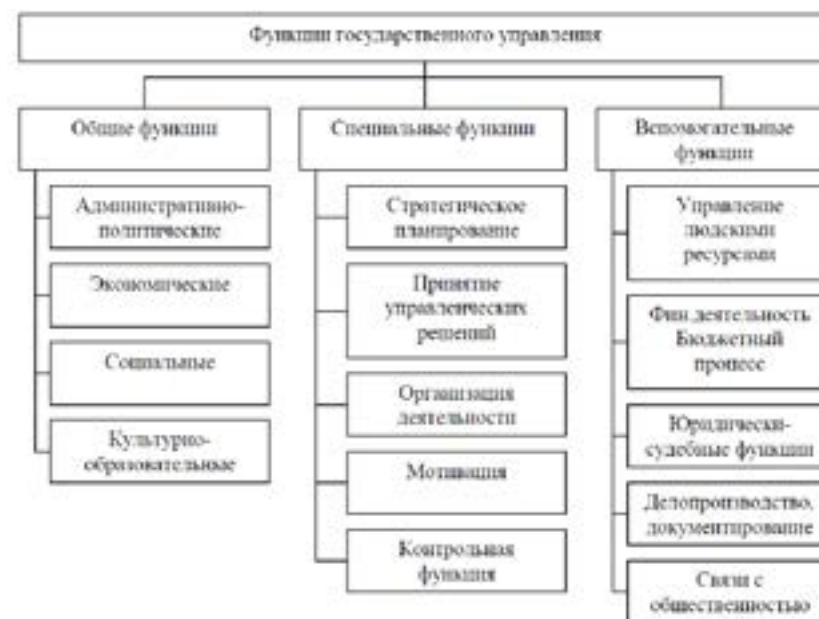 Функции государственного управления
Общие функции
Административно-
политические
Экономические
Социальные
Культурно-
образовательные
Специальные функции
Стратегическое
планирование
Принятие
управленческих
решений
Организация
деятельности
Мотивация
Контрольная
функция
Вспомогательные
функции
Управление
людскими
ресурсами
Фин.деятельность
Бюджетный
процесс
Юридически-
судебные функции
Делопроизводство,
документирование
Связи с
общественностью